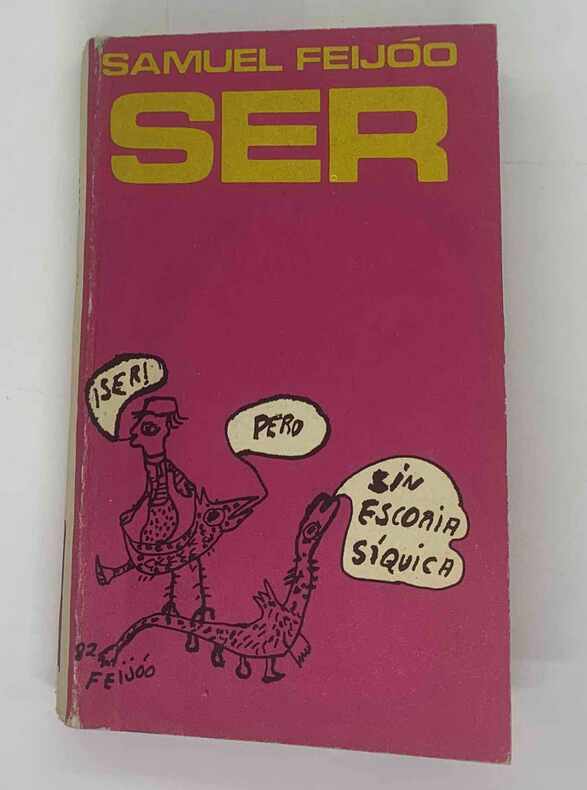 SAMUEL FEIJÓO
SER
¡SER!
PERO
SIN
ESCORIA
SÍQUICA
82
FEIJÓO